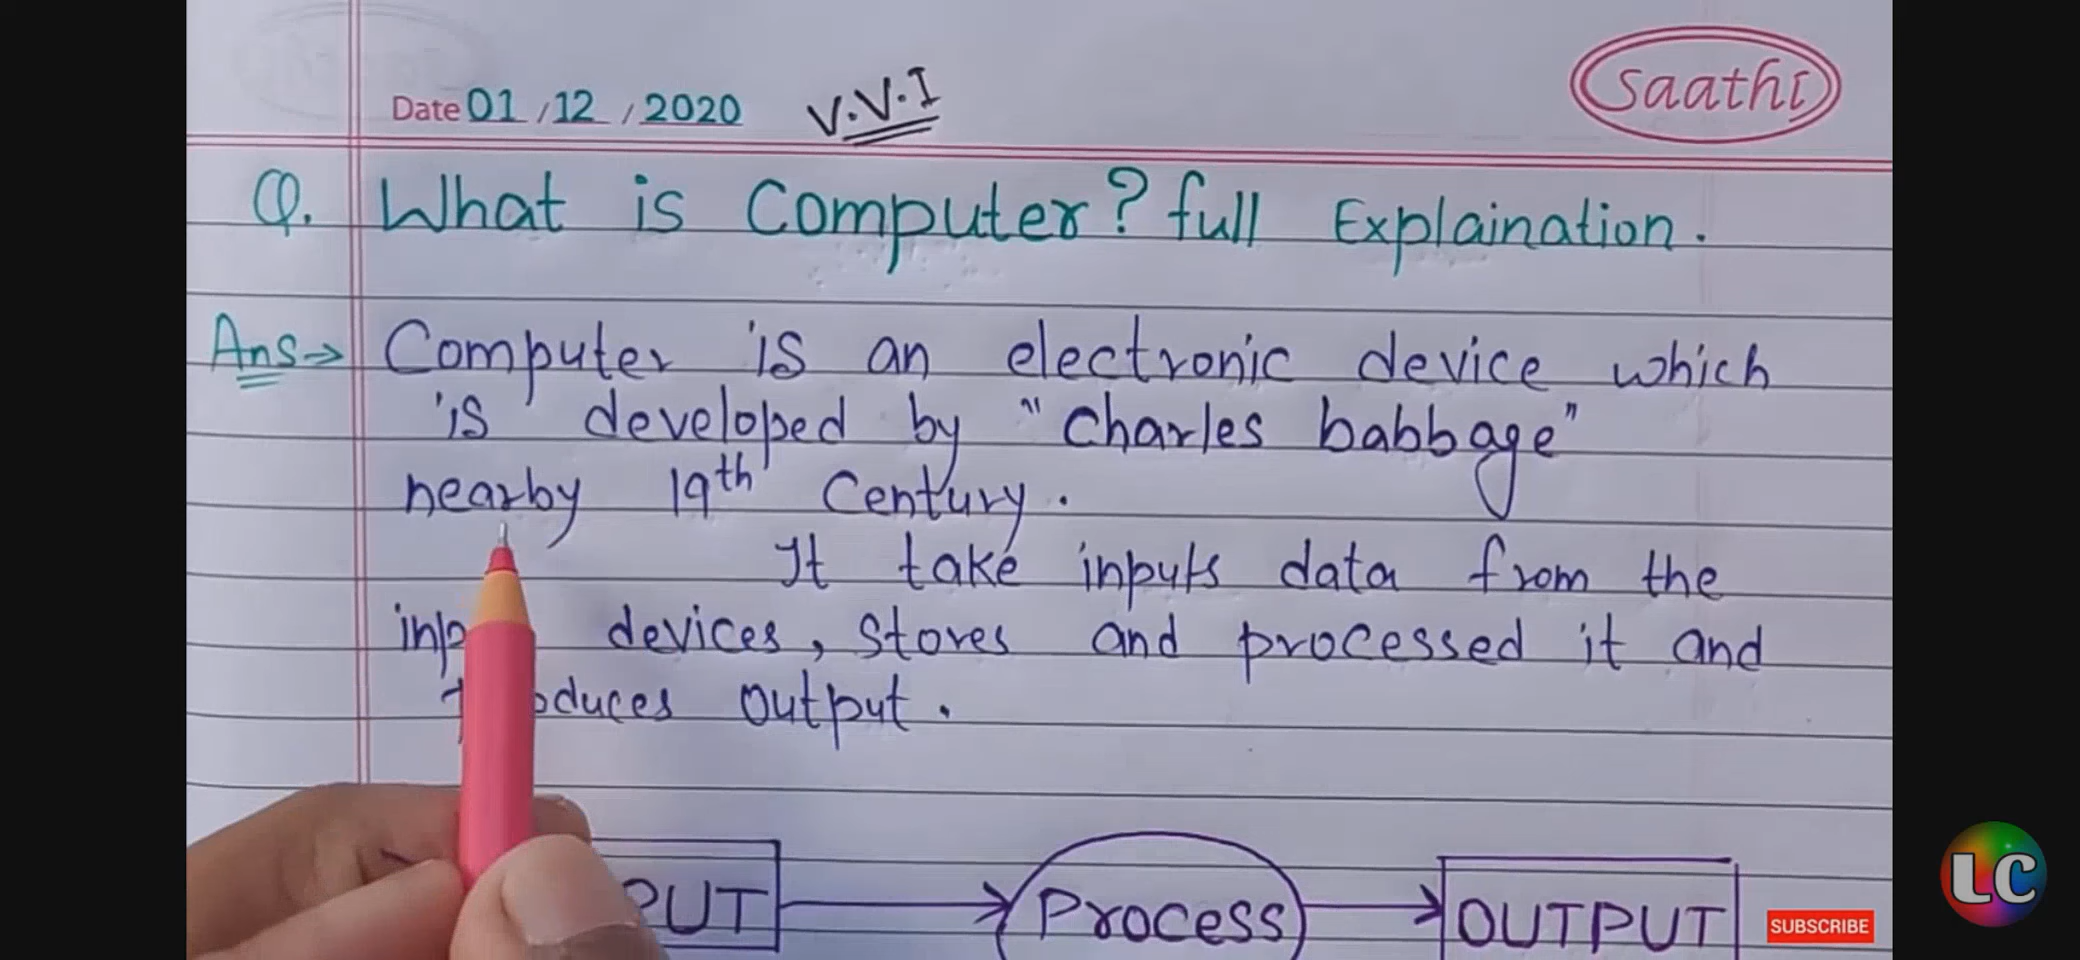 saathi
Date 01/12/2020 V.V.I
Q. What is Computer? full Explaination.
Ans→ Computer is an electronic device which
is developed by "Charles babbage"
nearby 19th Century.
It take inputs data from the
devices, stores and processed it and
output.
Process OUTPUT
SUBSCRIBE
LC